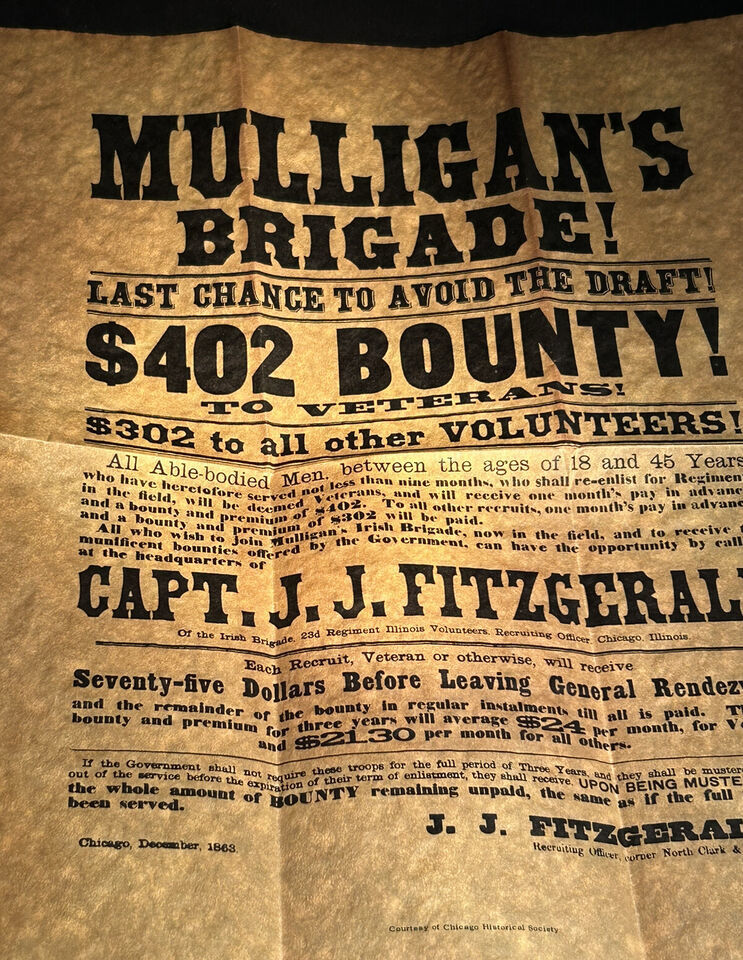 MULLIGAN'S
BRIGADE!
LAST CHANCE TO AVOID THE DRAFT!
$402 BOUNTY!
TO VETERANS!
$302 to all other VOLUNTEERS!
All Able-bodied Men, between the ages of 18 and 45 Years
who have heretofore served not less than nine months, who shall re-enlist for Regimen
in the field, will be deemed Veterans, and will receive one month's pay in advanc
and a bounty and premium of $402. To all other recruits, one month's pay in advanc
and a bounty and premium of $302 will be paid.
All who wish to join Mulligan's Irish Brigade, now in the field, and to receive t
munificent bounties offered by the Government, can have the opportunity by call
at the headquarters of
CAPT. J. J. FITZGERAL
Of the Irish Brigade, 23d Regiment Illinois Volunteers, Recruiting Officer Chicago, Illinois.
Each Recruit, Veteran or otherwise, will receive
Seventy-five Dollars Before Leaving General Rendezv
and the remainder of the bounty in regular instalments till all is paid. T
bounty and premium for three years will average $24 per month, for V
and $21.30 per month for all others.
If the Government shall not require these troops for the full period of Three Years, and they shall be muster
out of the service before the expiration of their term of enlistment, they shall receive, UPON BEING MUSTE
the whole amount of BOUNTY remaining unpaid, the same as if the full
been served.
J. J. FITZGERAL
Chicago, December, 1863.
Recruiting Officer, corner North Clark &
Courtesy of Chicago Historical Society